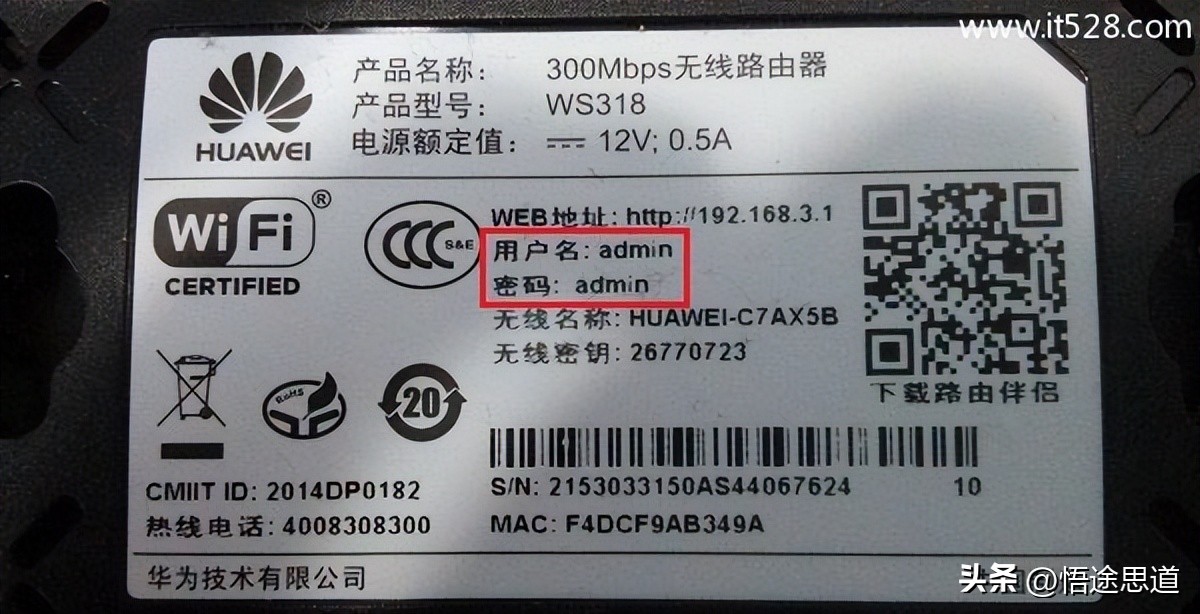 www.it528.com
HUAWEI
产品名称: 300Mbps无线路由器
产品型号: WS318
电源额定值: 12V; 0.5A
Wi Fi ®
CERTIFIED
CCC S&E
WEB地址: http://192.168.3.1
用户名: admin
密码: admin
无线名称: HUAWEI-C7AX5B
无线密钥: 26770723
下载路由伴侣
RoHS
20
CMIIT ID: 2014DP0182
热线电话: 4008308300
S/N: 2153033150AS44067624 10
MAC: F4DCF9AB349A
华为技术有限公司
头条 @悟途思道